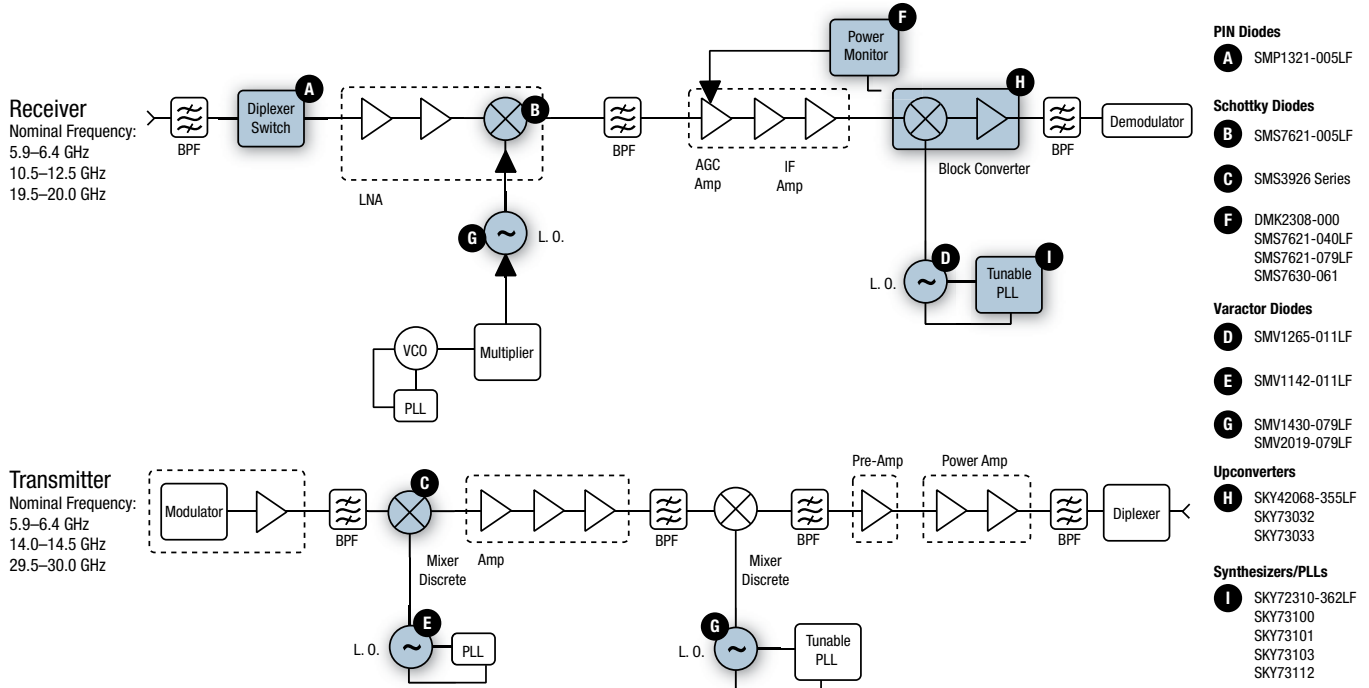 Receiver
Nominal Frequency:
5.9–6.4 GHz
10.5–12.5 GHz
19.5–20.0 GHz
BPF
Diplexer
Switch
A
LNA
B
G
~
L. O.
VCO
PLL
Multiplier
BPF
Power
Monitor
F
AGC
Amp
IF
Amp
H
Block Converter
BPF
Demodulator
L. O.
~
D
Tunable
PLL
I
Transmitter
Nominal Frequency:
5.9–6.4 GHz
14.0–14.5 GHz
29.5–30.0 GHz
Modulator
BPF
C
Mixer
Discrete
Amp
BPF
Mixer
Discrete
BPF
Pre-Amp
Power Amp
BPF
Diplexer
L. O.
~
E
PLL
G
L. O.
~
Tunable
PLL
PIN Diodes
A SMP1321-005LF
Schottky Diodes
B SMS7621-005LF
C SMS3926 Series
F DMK2308-000
SMS7621-040LF
SMS7621-079LF
SMS7630-061
Varactor Diodes
D SMV1265-011LF
E SMV1142-011LF
G SMV1430-079LF
SMV2019-079LF
Upconverters
H SKY42068-355LF
SKY73032
SKY73033
Synthesizers/PLLs
I SKY72310-362LF
SKY73100
SKY73101
SKY73103
SKY73112